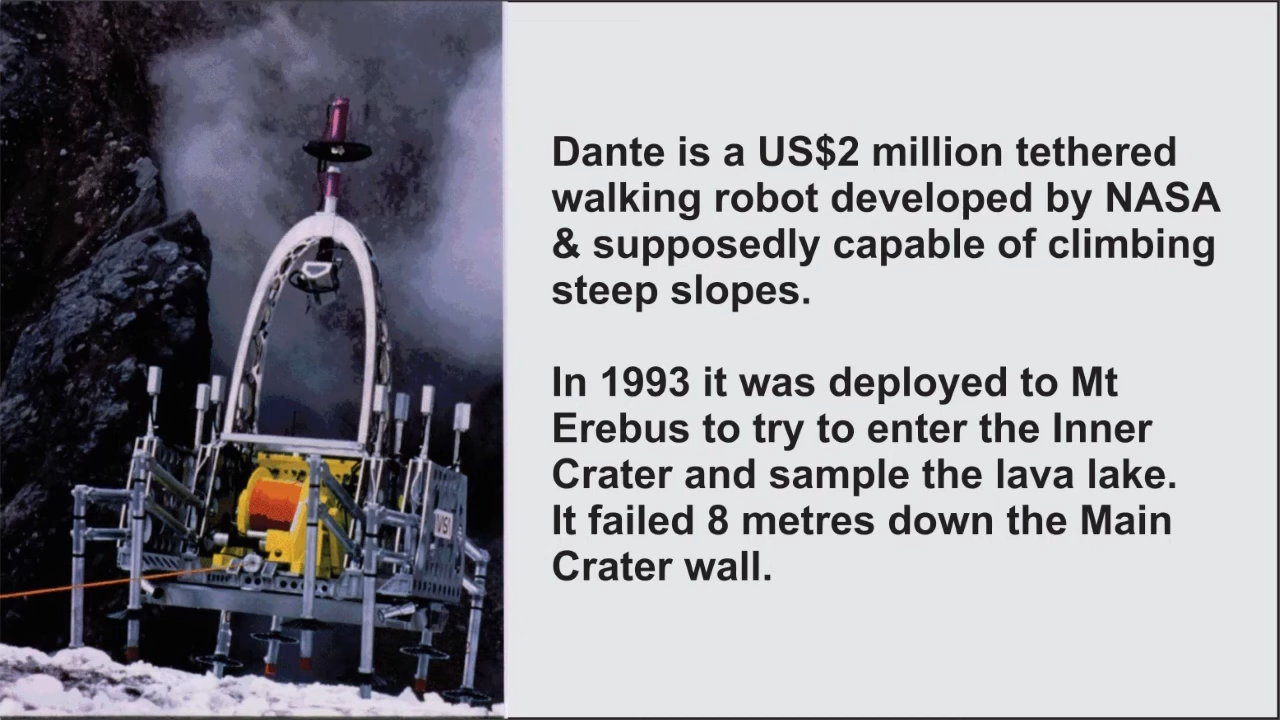 Dante is a US$2 million tethered
walking robot developed by NASA
& supposedly capable of climbing
steep slopes.
In 1993 it was deployed to Mt
Erebus to try to enter the Inner
Crater and sample the lava lake.
It failed 8 metres down the Main
Crater wall.